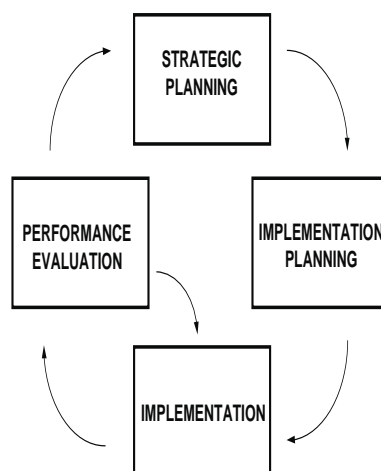 STRATEGIC
PLANNING
IMPLEMENTATION
PLANNING
IMPLEMENTATION
PERFORMANCE
EVALUATION